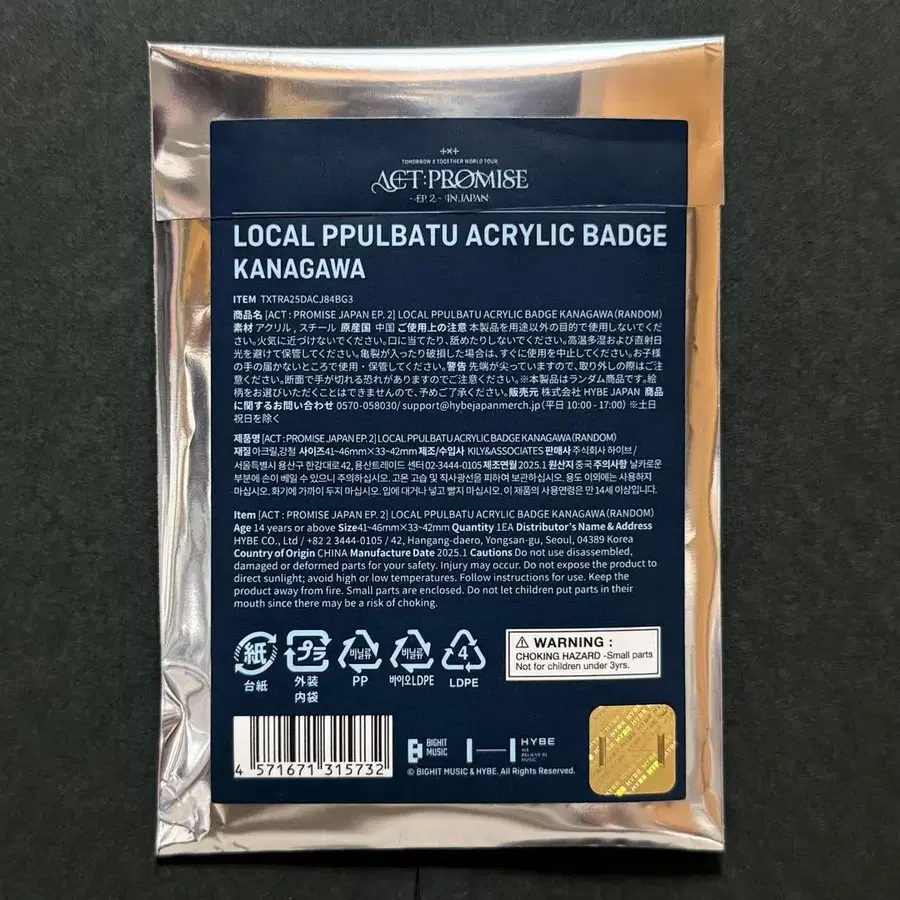 +×+
TOMORROW X TOGETHER WORLD TOUR
ACT : PROMISE
- EP. 2 - IN JAPAN
LOCAL PPULBATU ACRYLIC BADGE
KANAGAWA
ITEM TXTRA25DACJ84BG3
商品名 [ACT : PROMISE JAPAN EP. 2] LOCAL PPULBATU ACRYLIC BADGE KANAGAWA (RANDOM)
素材 アクリル , スチール 原産国 中国 ご使用上の注意 本製品を用途以外の目的で使用しないでくだ
さい。火気に近づけないでください。口に当てたり、舐めたりしないでください。高温多湿および直射日
光を避けて保管してください。亀裂が入ったり破損した場合は、すぐに使用を中止してください。お子様
の手の届かないところで使用・保管してください。警告 先端が尖っていますので、取り外しの際はご注
意ください。断面で手が切れる恐れがありますのでご注意ください。※本製品はランダム商品です。絵
柄をお選びいただくことはできませんので、予めご了承ください。販売元 株式会社 HYBE JAPAN 商品
に関するお問い合わせ 0570-058030/ support@hybejapanmerch.jp (平日 10:00 - 17:00) ※土日
祝日を除く
제품명 [ACT : PROMISE JAPAN EP. 2] LOCAL PPULBATU ACRYLIC BADGE KANAGAWA (RANDOM)
재질 아크릴,강철 사이즈 41~46mm×33~42mm 제조/수입사 KILY&ASSOCIATES 판매사 주식회사 하이브/
서울특별시 용산구 한강대로 42, 용산트레이드 센터 02-3444-0105 제조연월 2025.1 원산지 중국 주의사항 날카로운
부분에 손이 베일 수 있으니 주의하십시오. 고온 고습 및 직사광선을 피하여 보관하십시오. 용도 이외에는 사용하지
마십시오. 화기에 가까이 두지 마십시오. 입에 대거나 넣고 빨지 마십시오. 이 제품의 사용연령은 만 14세 이상입니다.
Item [ACT : PROMISE JAPAN EP. 2] LOCAL PPULBATU ACRYLIC BADGE KANAGAWA (RANDOM)
Age 14 years or above Size 41~46mm×33~42mm Quantity 1EA Distributor's Name & Address
HYBE CO., Ltd / +82 2 3444-0105 / 42, Hangang-daero, Yongsan-gu, Seoul, 04389 Korea
Country of Origin CHINA Manufacture Date 2025.1 Cautions Do not use disassembled,
damaged or deformed parts for your safety. Injury may occur. Do not expose the product to
direct sunlight; avoid high or low temperatures. Follow instructions for use. Keep the
product away from fire. Small parts are enclosed. Do not let children put parts in their
mouth since there may be a risk of choking.
紙
台紙
プラ
外装
内袋
비닐류
PP
비닐류
바이오LDPE
4
LDPE
WARNING :
CHOKING HAZARD -Small parts
Not for children under 3yrs.
4 571671 315732
BIGHIT
MUSIC
HYBE
WE
BELIEVE IN
MUSIC
© BIGHIT MUSIC & HYBE. All Rights Reserved.